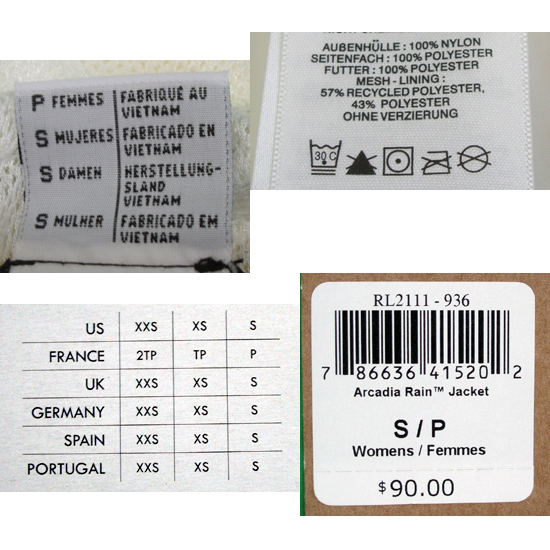 P FEMMES FABRIQUÉ AU
VIETNAM
S MUJERES FABRICADO EN
VIETNAM
S DAMEN HERSTELLUNG-
SLAND
VIETNAM
S MULHER FABRICADO EM
VIETNAM
AUßENHÜLLE : 100% NYLON
SEITENFACH : 100% POLYESTER
FUTTER : 100% POLYESTER
MESH - LINING :
57% RECYCLED POLYESTER,
43% POLYESTER
OHNE VERZIERUNG
30 C
US XXS XS S
FRANCE 2TP TP P
UK XXS XS S
GERMANY XXS XS S
SPAIN XXS XS S
PORTUGAL XXS XS S
RL2111 - 936
7 86636 41520 2
Arcadia Rain™ Jacket
S / P
Womens / Femmes
$90.00